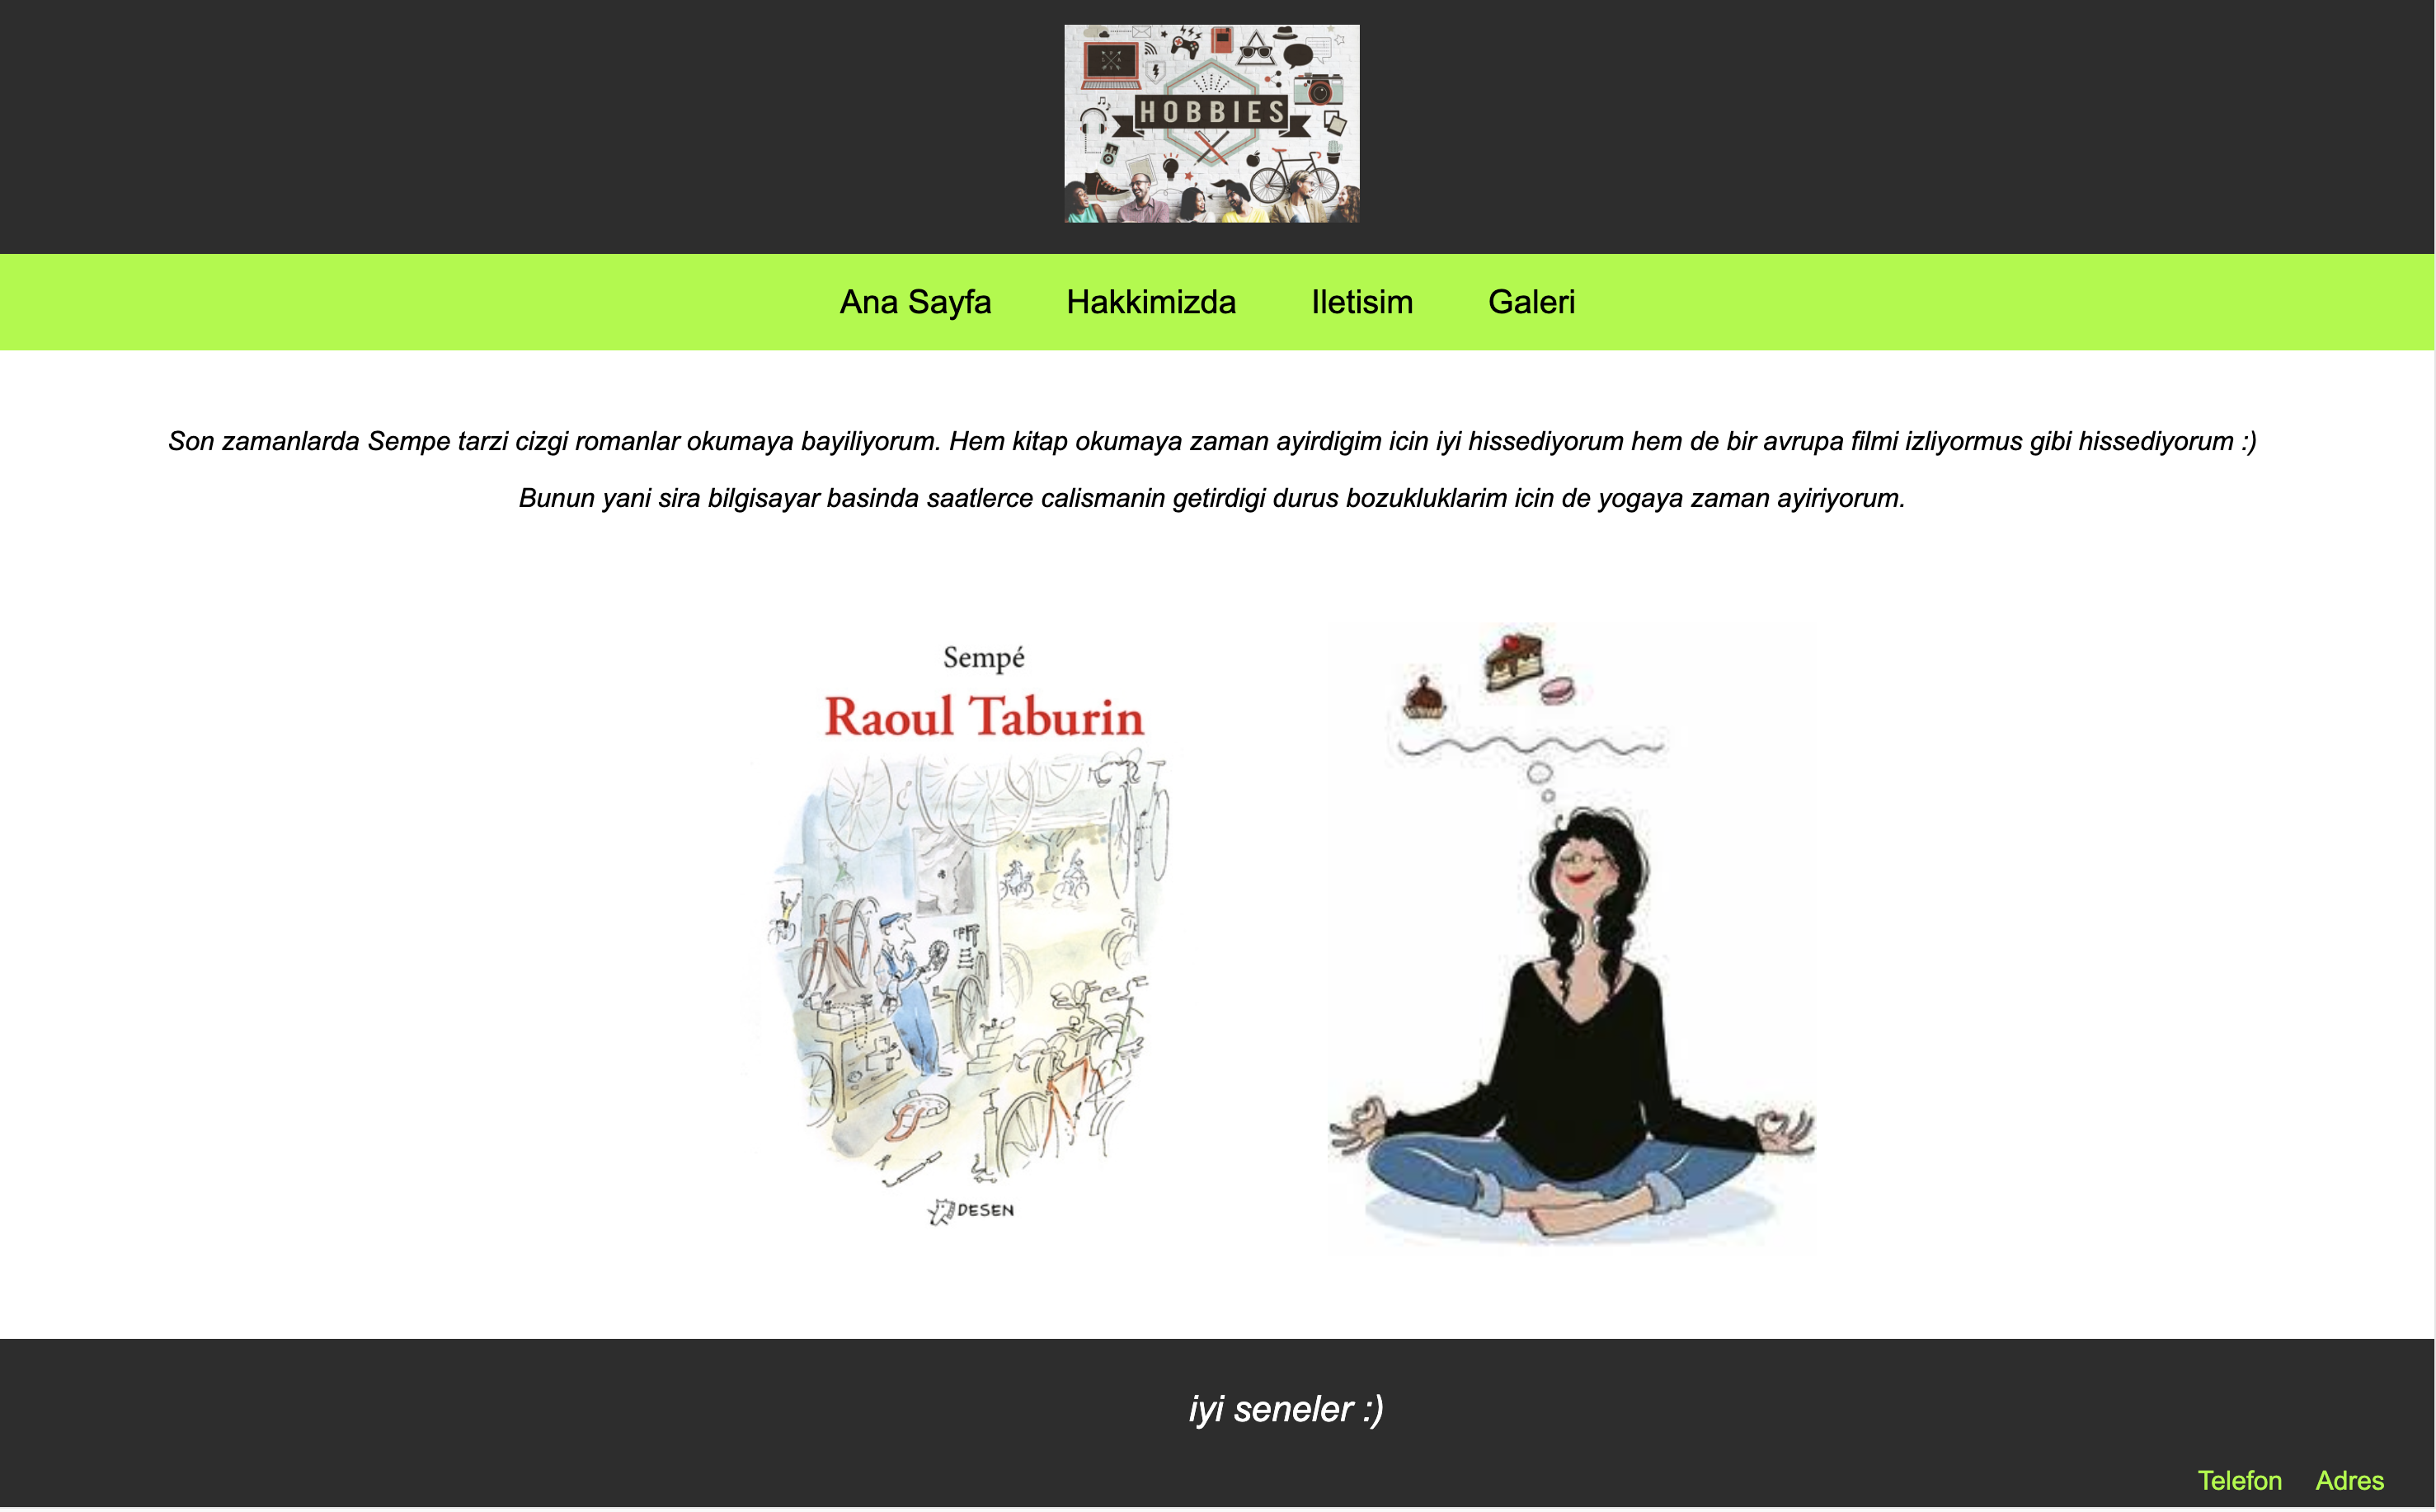 HOBBIES
Ana Sayfa Hakkimizda Iletisim Galeri
Son zamanlarda Sempe tarzi cizgi romanlar okumaya bayiliyorum. Hem kitap okumaya zaman ayirdigim icin iyi hissediyorum hem de bir avrupa filmi izliyormus gibi hissediyorum :)
Bunun yani sira bilgisayar basinda saatlerce calismanin getirdigi durus bozukluklarim icin de yogaya zaman ayiriyorum.
Sempé
Raoul Taburin
DESEN
iyi seneler :)
Telefon Adres